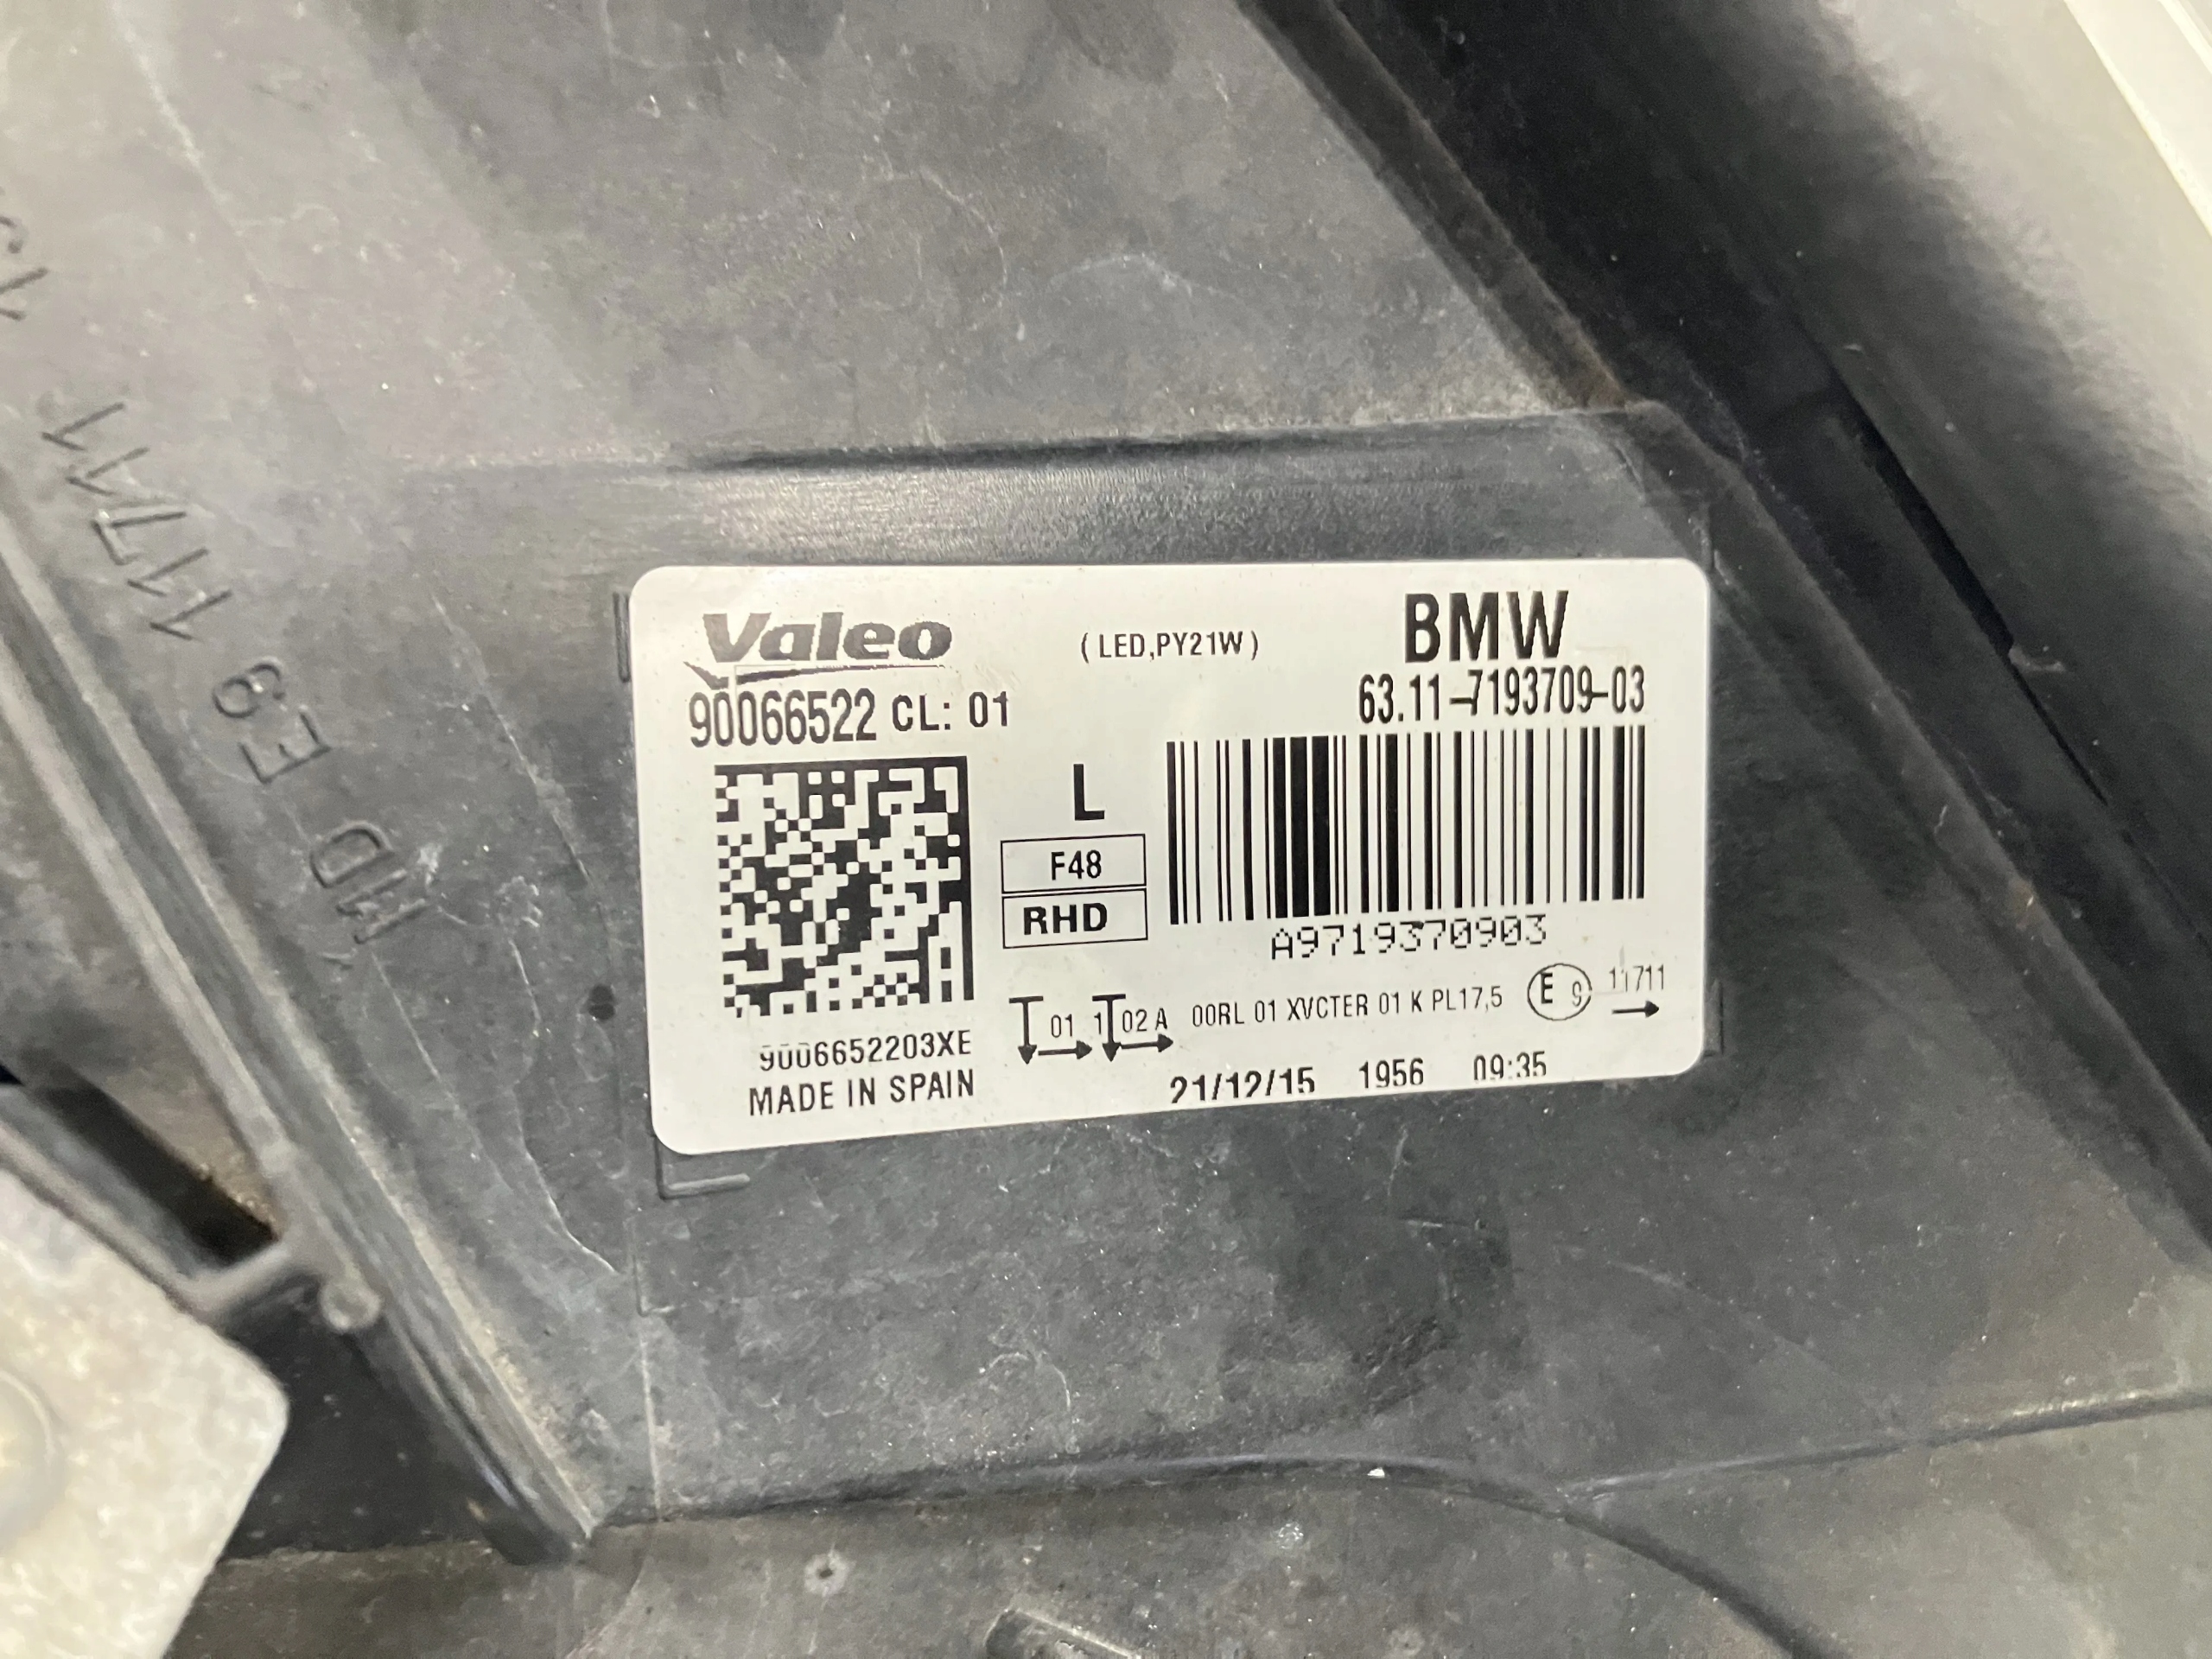 Valeo
(LED,PY21W)
BMW
90066522 CL: 01
63.11-7193709-03
L
F48
RHD
A9719370903
01 1 02 A 00RL 01 XVCTER 01 K PL17,5 E 9 11711
9006652203XE
MADE IN SPAIN
21/12/15 1956 09:35
MD E9 11711